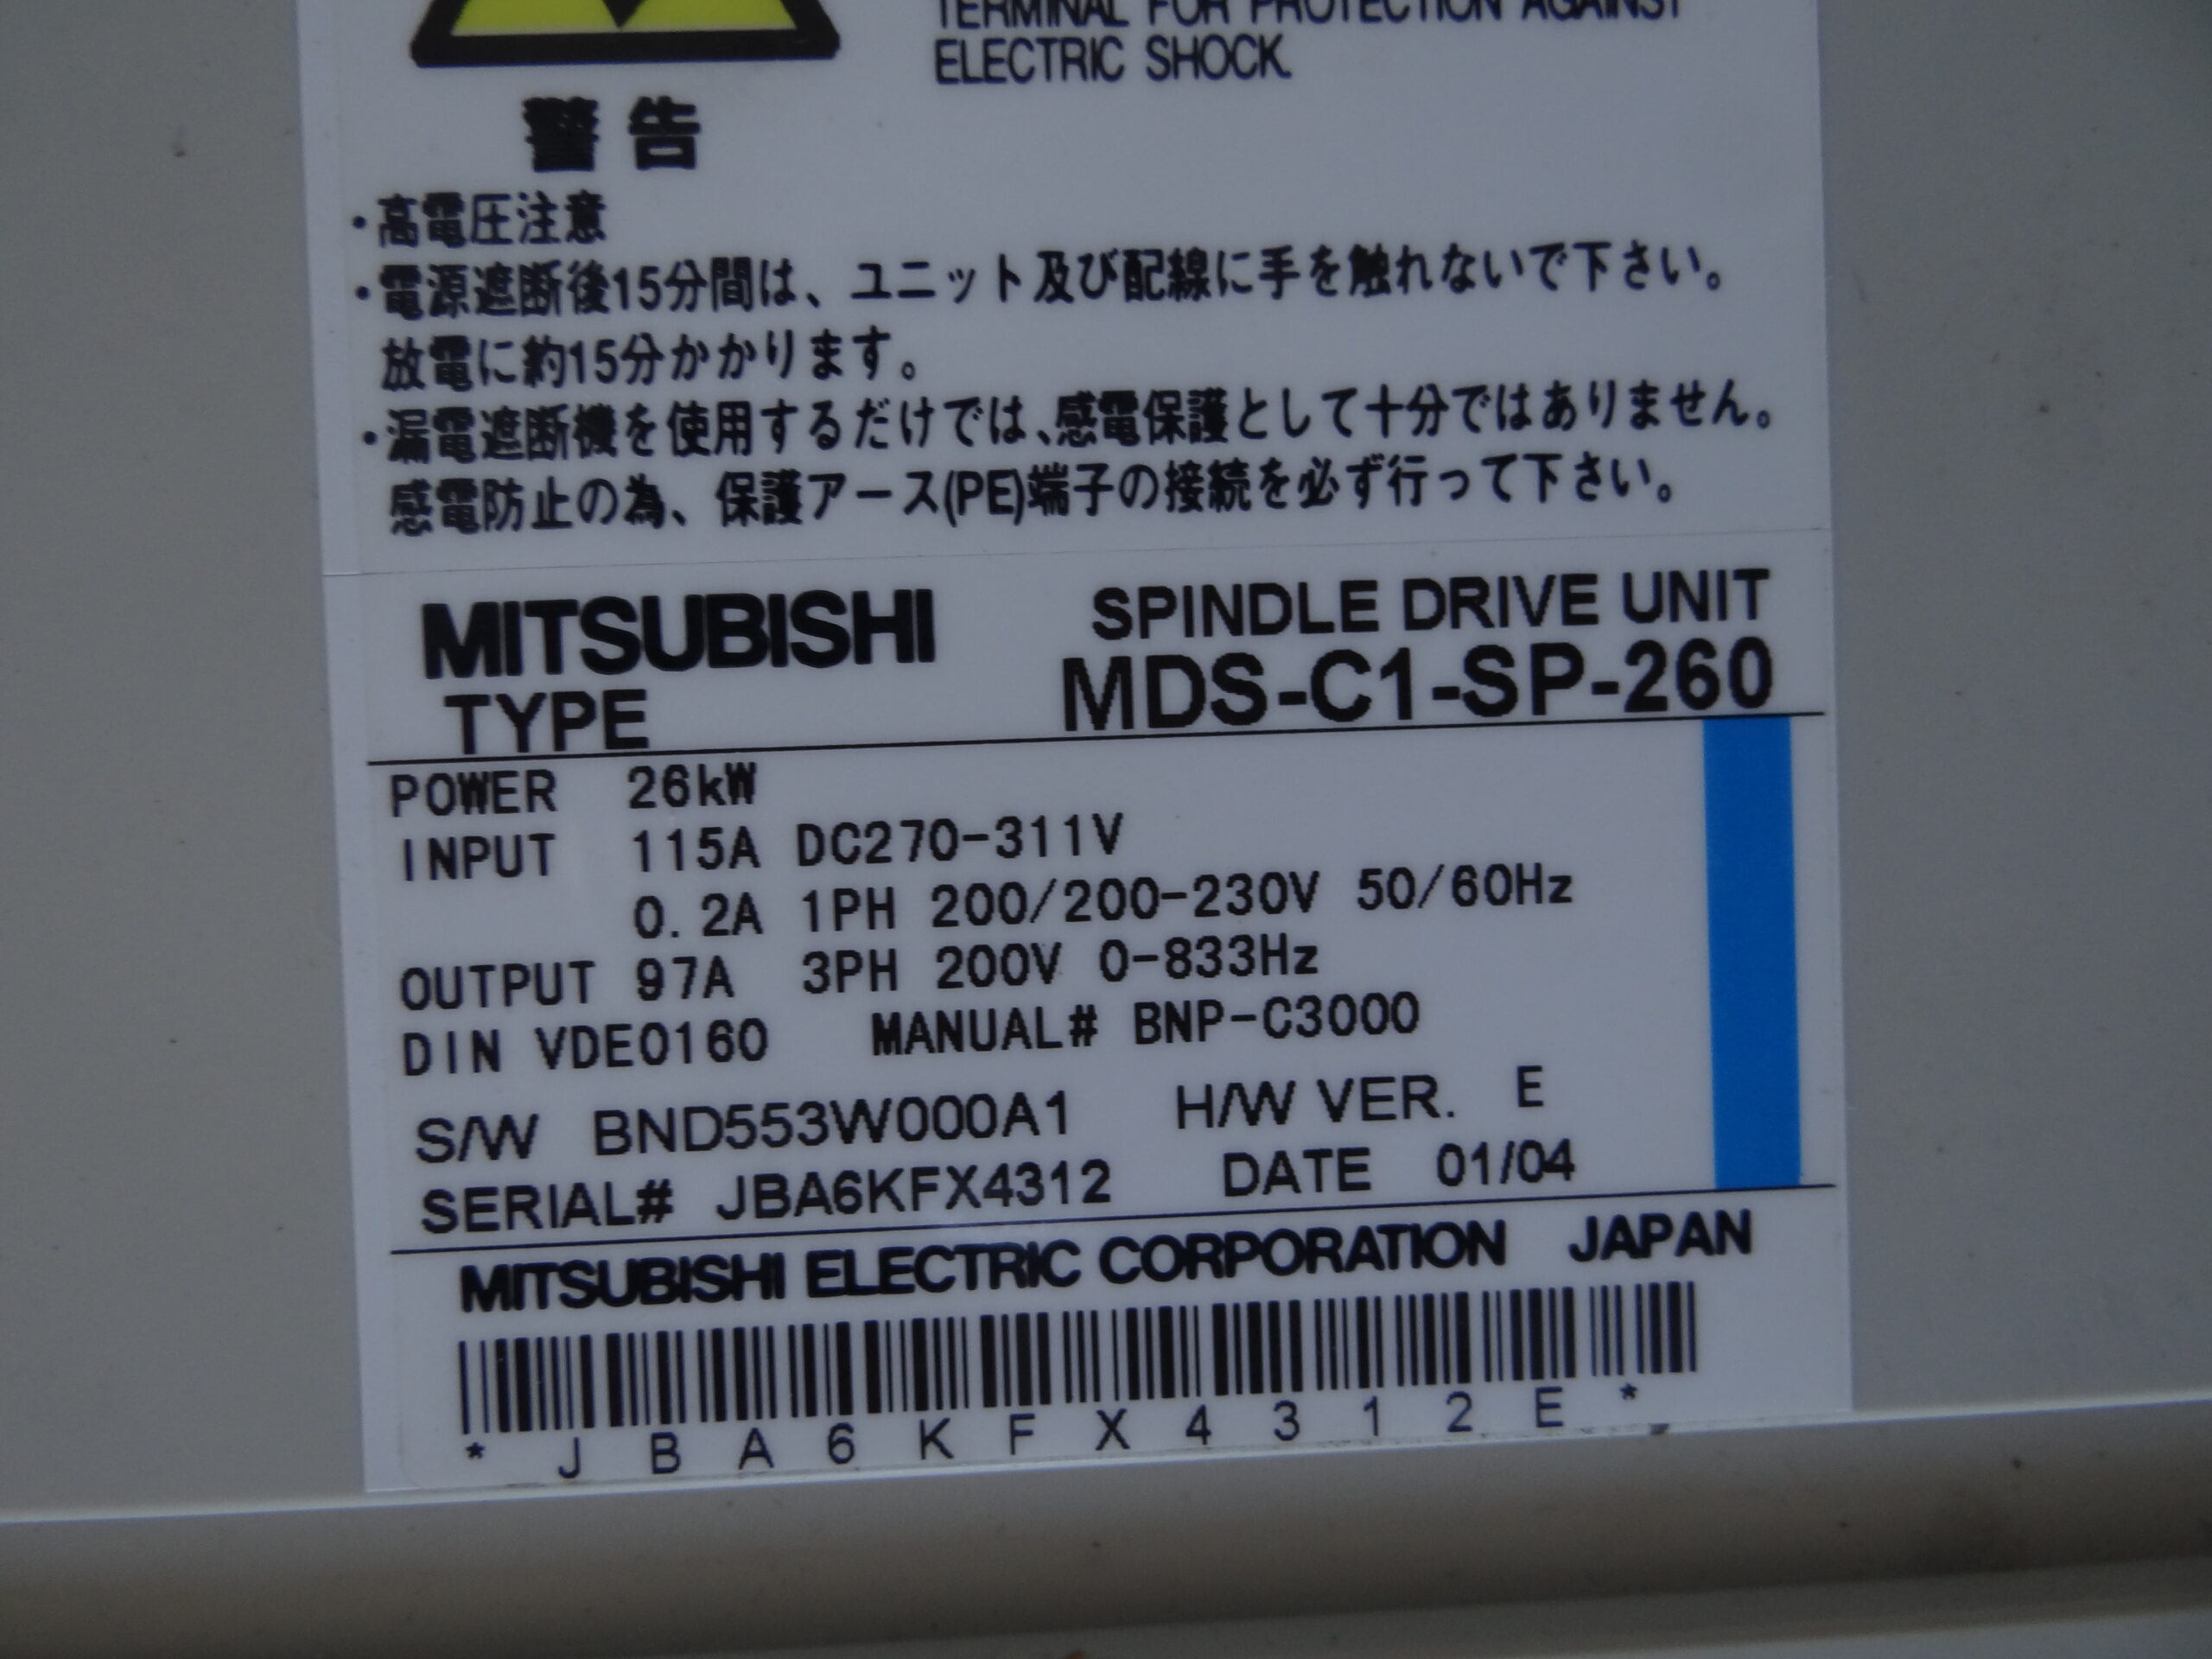 TERMINAL FOR PROTECTION AGAINST
ELECTRIC SHOCK.
警告
・高電圧注意
・電源遮断後15分間は、ユニット及び配線に手を触れないで下さい。
放電に約15分かかります。
・漏電遮断機を使用するだけでは、感電保護として十分ではありません。
感電防止の為、保護アース(PE)端子の接続を必ず行って下さい。
MITSUBISHI SPINDLE DRIVE UNIT
TYPE MDS-C1-SP-260
POWER 26kW
INPUT 115A DC270-311V
0.2A 1PH 200/200-230V 50/60Hz
OUTPUT 97A 3PH 200V 0-833Hz
DIN VDE0160 MANUAL# BNP-C3000
S/W BND553W000A1 H/W VER. E
SERIAL# JBA6KFX4312 DATE 01/04
MITSUBISHI ELECTRIC CORPORATION JAPAN
* J B A 6 K F X 4 3 1 2 E *